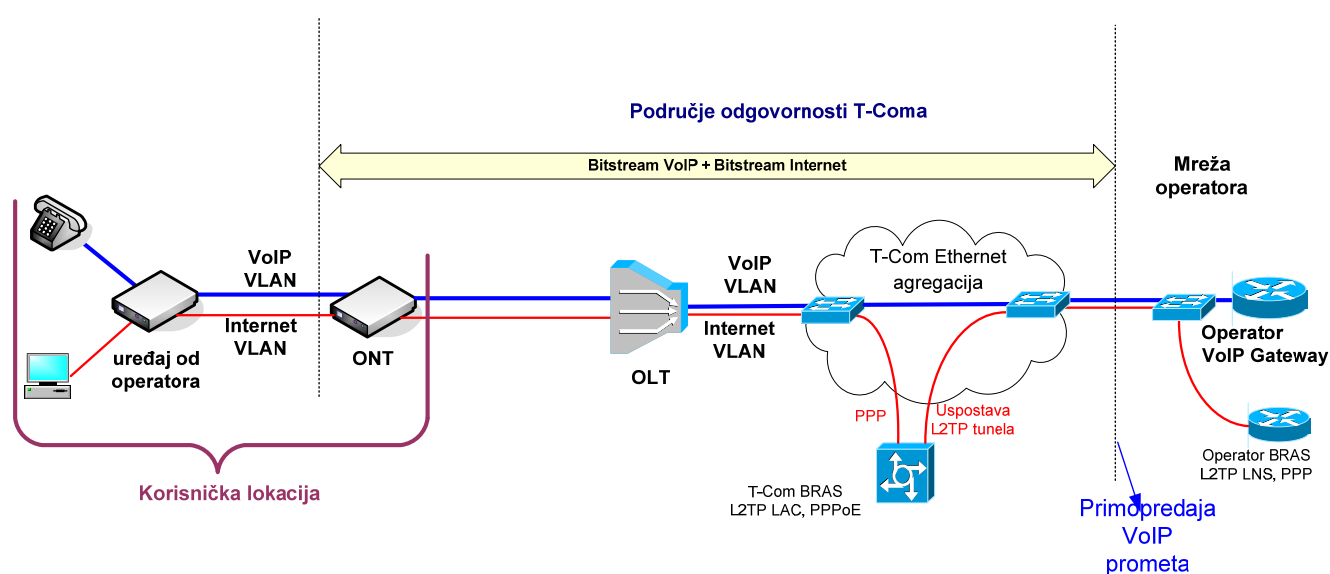 Područje odgovornosti T-Coma
Bitstream VoIP + Bitstream Internet
Mreža
operatora
VoIP
VLAN
Internet
VLAN
uređaj od
operatora
ONT
OLT
VoIP
VLAN
Internet
VLAN
T-Com Ethernet
agregacija
Operator
VoIP Gateway
PPP
Uspostava
L2TP tunela
T-Com BRAS
L2TP LAC, PPPoE
Operator BRAS
L2TP LNS, PPP
Korisnička lokacija
Primopredaja
VoIP
prometa